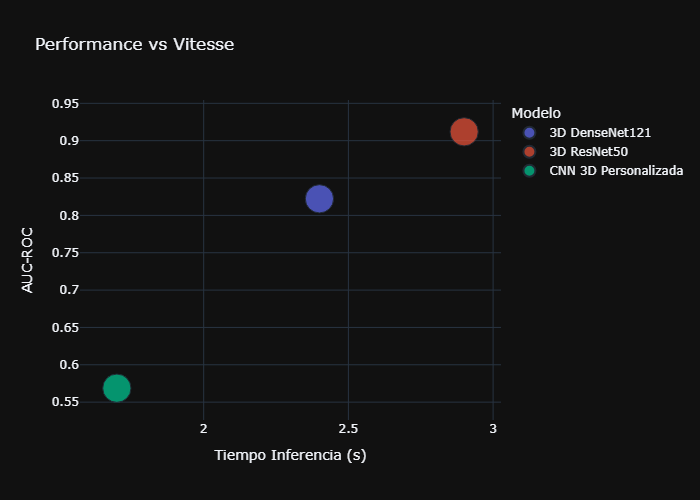 Performance vs Vitesse
Modelo
3D DenseNet121
3D ResNet50
CNN 3D Personalizada
AUC-ROC
0.95
0.9
0.85
0.8
0.75
0.7
0.65
0.6
0.55
2
2.5
3
Tiempo Inferencia (s)